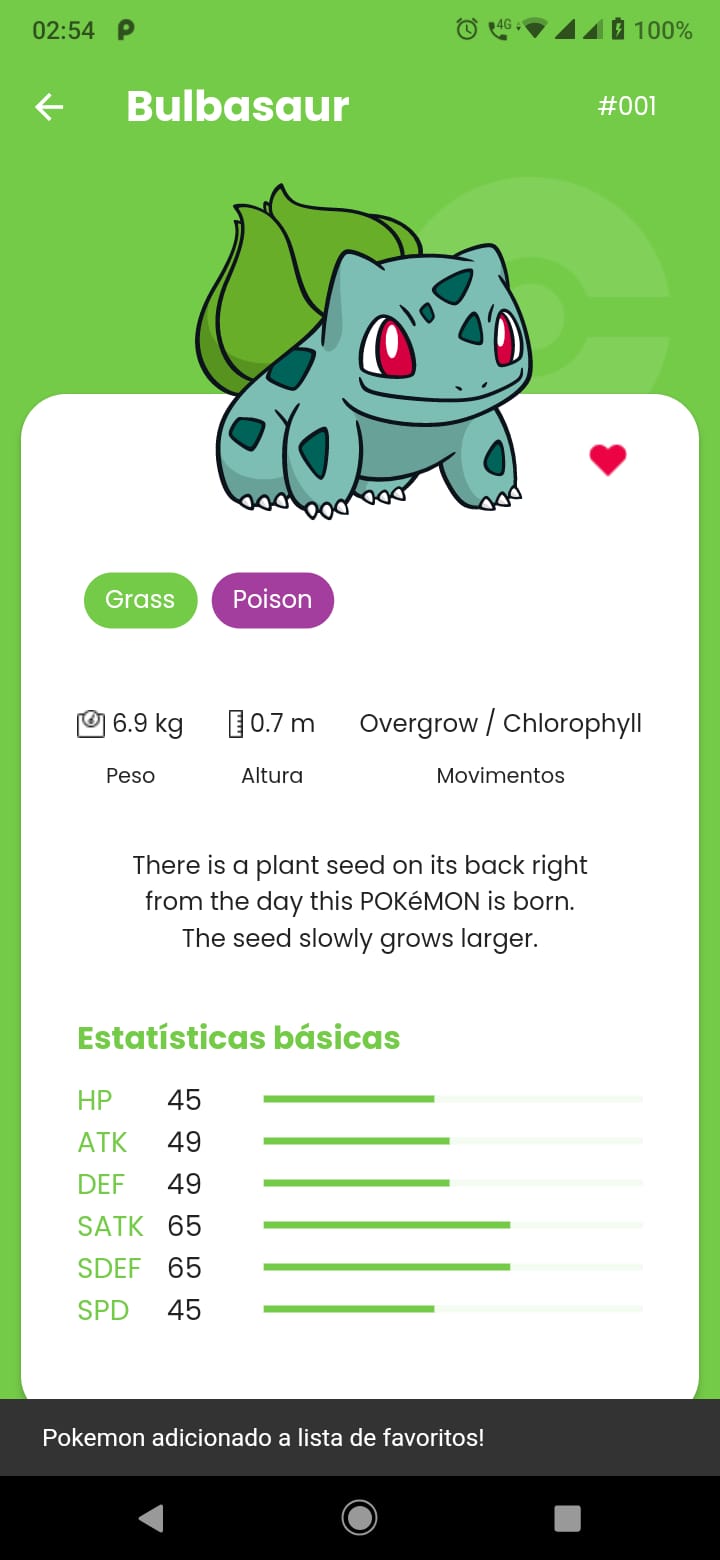 02:54 4G 100%
Bulbasaur #001
Grass Poison
6.9 kg 0.7 m Overgrow / Chlorophyll
Peso Altura Movimentos
There is a plant seed on its back right
from the day this POKéMON is born.
The seed slowly grows larger.
Estatísticas básicas
HP 45
ATK 49
DEF 49
SATK 65
SDEF 65
SPD 45
Pokemon adicionado a lista de favoritos!